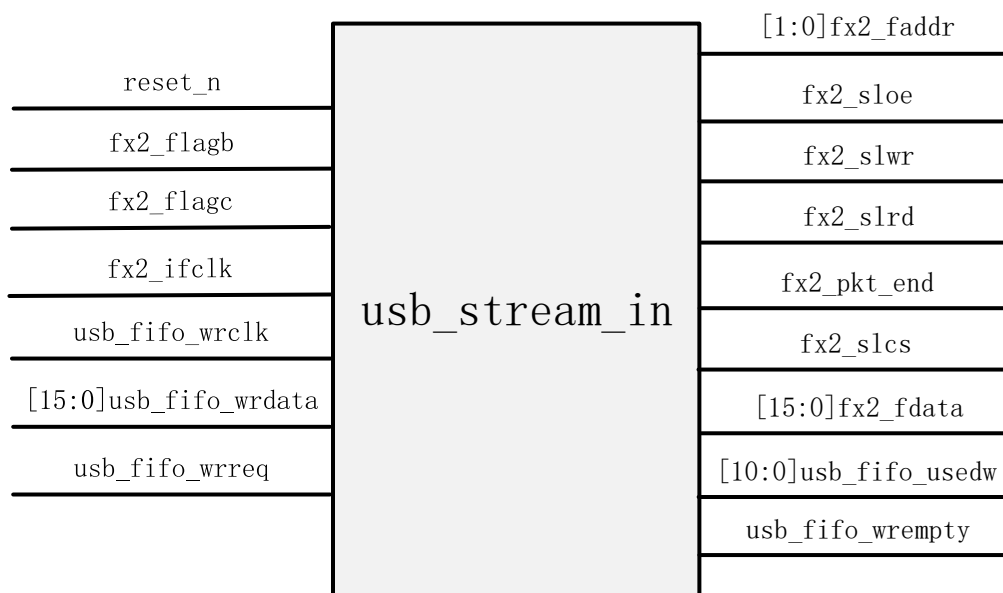 reset_n
fx2_flagb
fx2_flagc
fx2_ifclk
usb_fifo_wrclk
[15:0]usb_fifo_wrdata
usb_fifo_wrreq
usb_stream_in
[1:0]fx2_faddr
fx2_sloe
fx2_slwr
fx2_slrd
fx2_pkt_end
fx2_slcs
[15:0]fx2_fdata
[10:0]usb_fifo_usedw
usb_fifo_wrempty